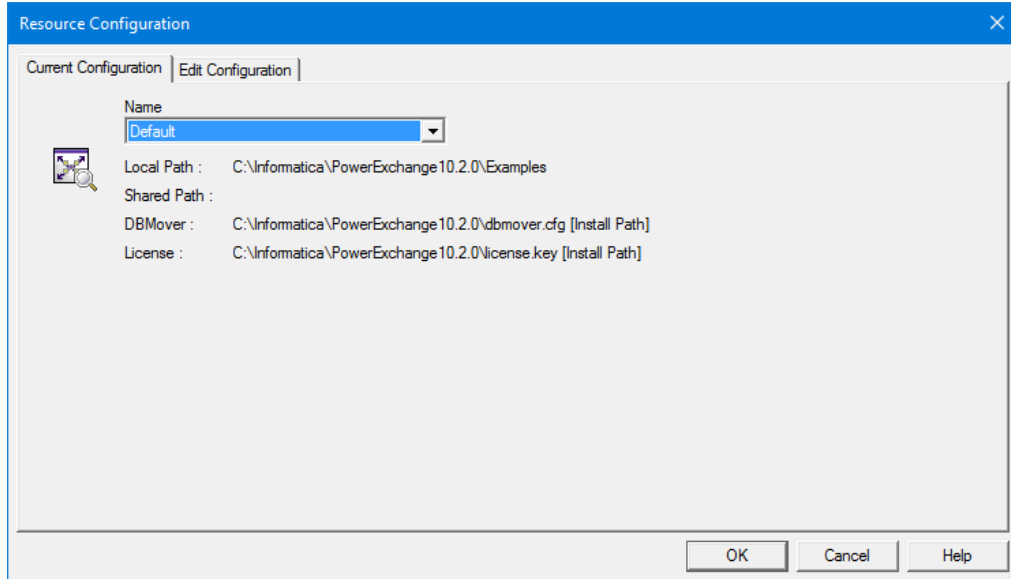 Resource Configuration
Current Configuration Edit Configuration
Name
Default
Local Path : C:\Informatica\PowerExchange10.2.0\Examples
Shared Path :
DBMover : C:\Informatica\PowerExchange10.2.0\dbmover.cfg [Install Path]
License : C:\Informatica\PowerExchange10.2.0\license.key [Install Path]
OK Cancel Help